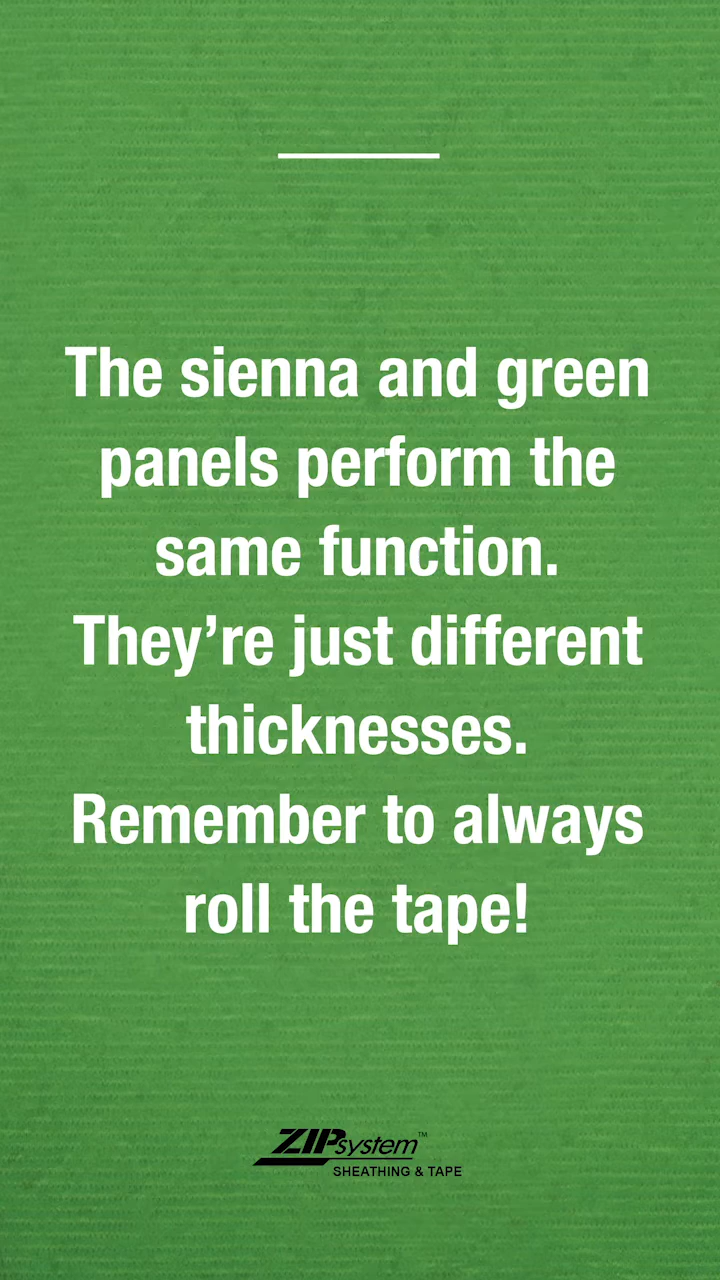 The sienna and green
panels perform the
same function.
They’re just different
thicknesses.
Remember to always
roll the tape!
ZIPsystem™
SHEATHING & TAPE